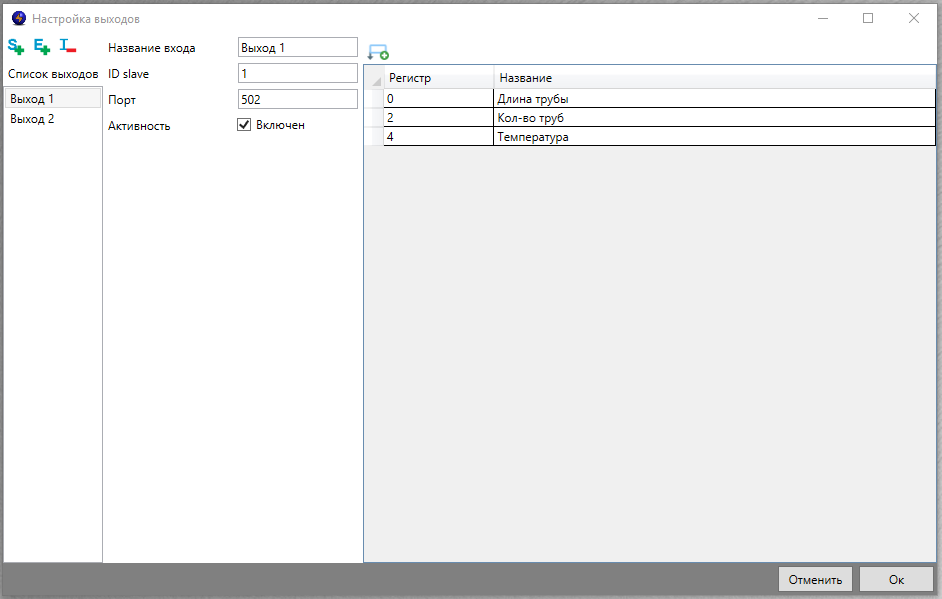 Настройка выходов
S E I
Название входа Выход 1
Список выходов
ID slave 1
Порт 502
Активность Включен
Выход 1
Выход 2
Регистр Название
0 Длина трубы
2 Кол-во труб
4 Температура
Отменить Ок